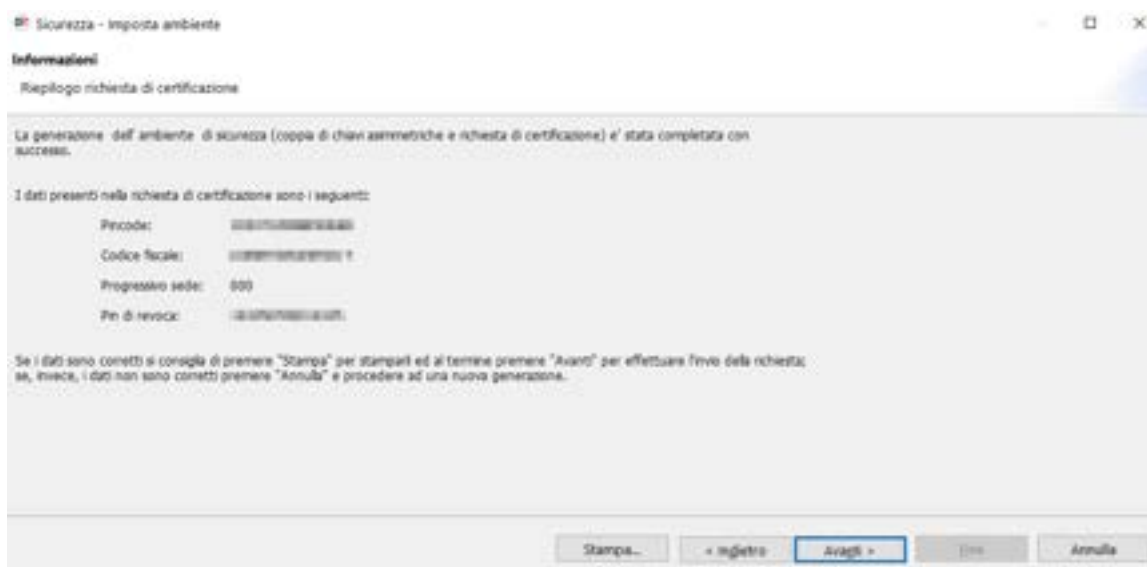 Sicurezza - Imposta ambiente
Informazioni
Riepilogo richiesta di certificazione
La generazione dell'ambiente di sicurezza (coppia di chiavi asimmetriche e richiesta di certificazione) e' stata completata con
successo.
I dati presenti nella richiesta di certificazione sono i seguenti:
Pincode:
Codice fiscale:
Progressivo sede: 000
Pin di revoca:
Se i dati sono corretti si consiglia di premere "Stampa" per stamparli ed al termine premere "Avanti" per effettuare l'invio della richiesta;
se, invece, i dati non sono corretti premere "Annulla" e procedere ad una nuova generazione.
Stampa... < Indietro Avanti > Fine Annulla